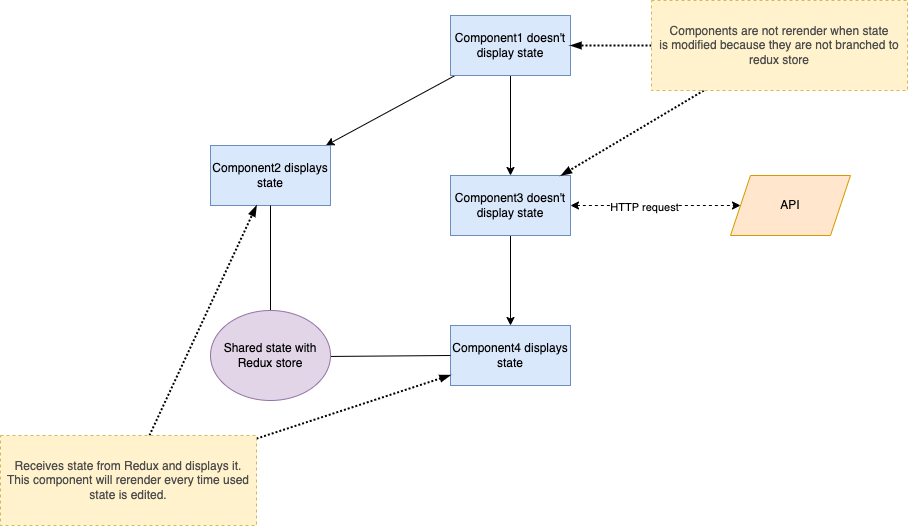 Component1 doesn't
display state
Components are not rerender when state
is modified because they are not branched to
redux store
Component2 displays
state
Component3 doesn't
display state
HTTP request
API
Shared state with
Redux store
Component4 displays
state
Receives state from Redux and displays it.
This component will rerender every time used
state is edited.